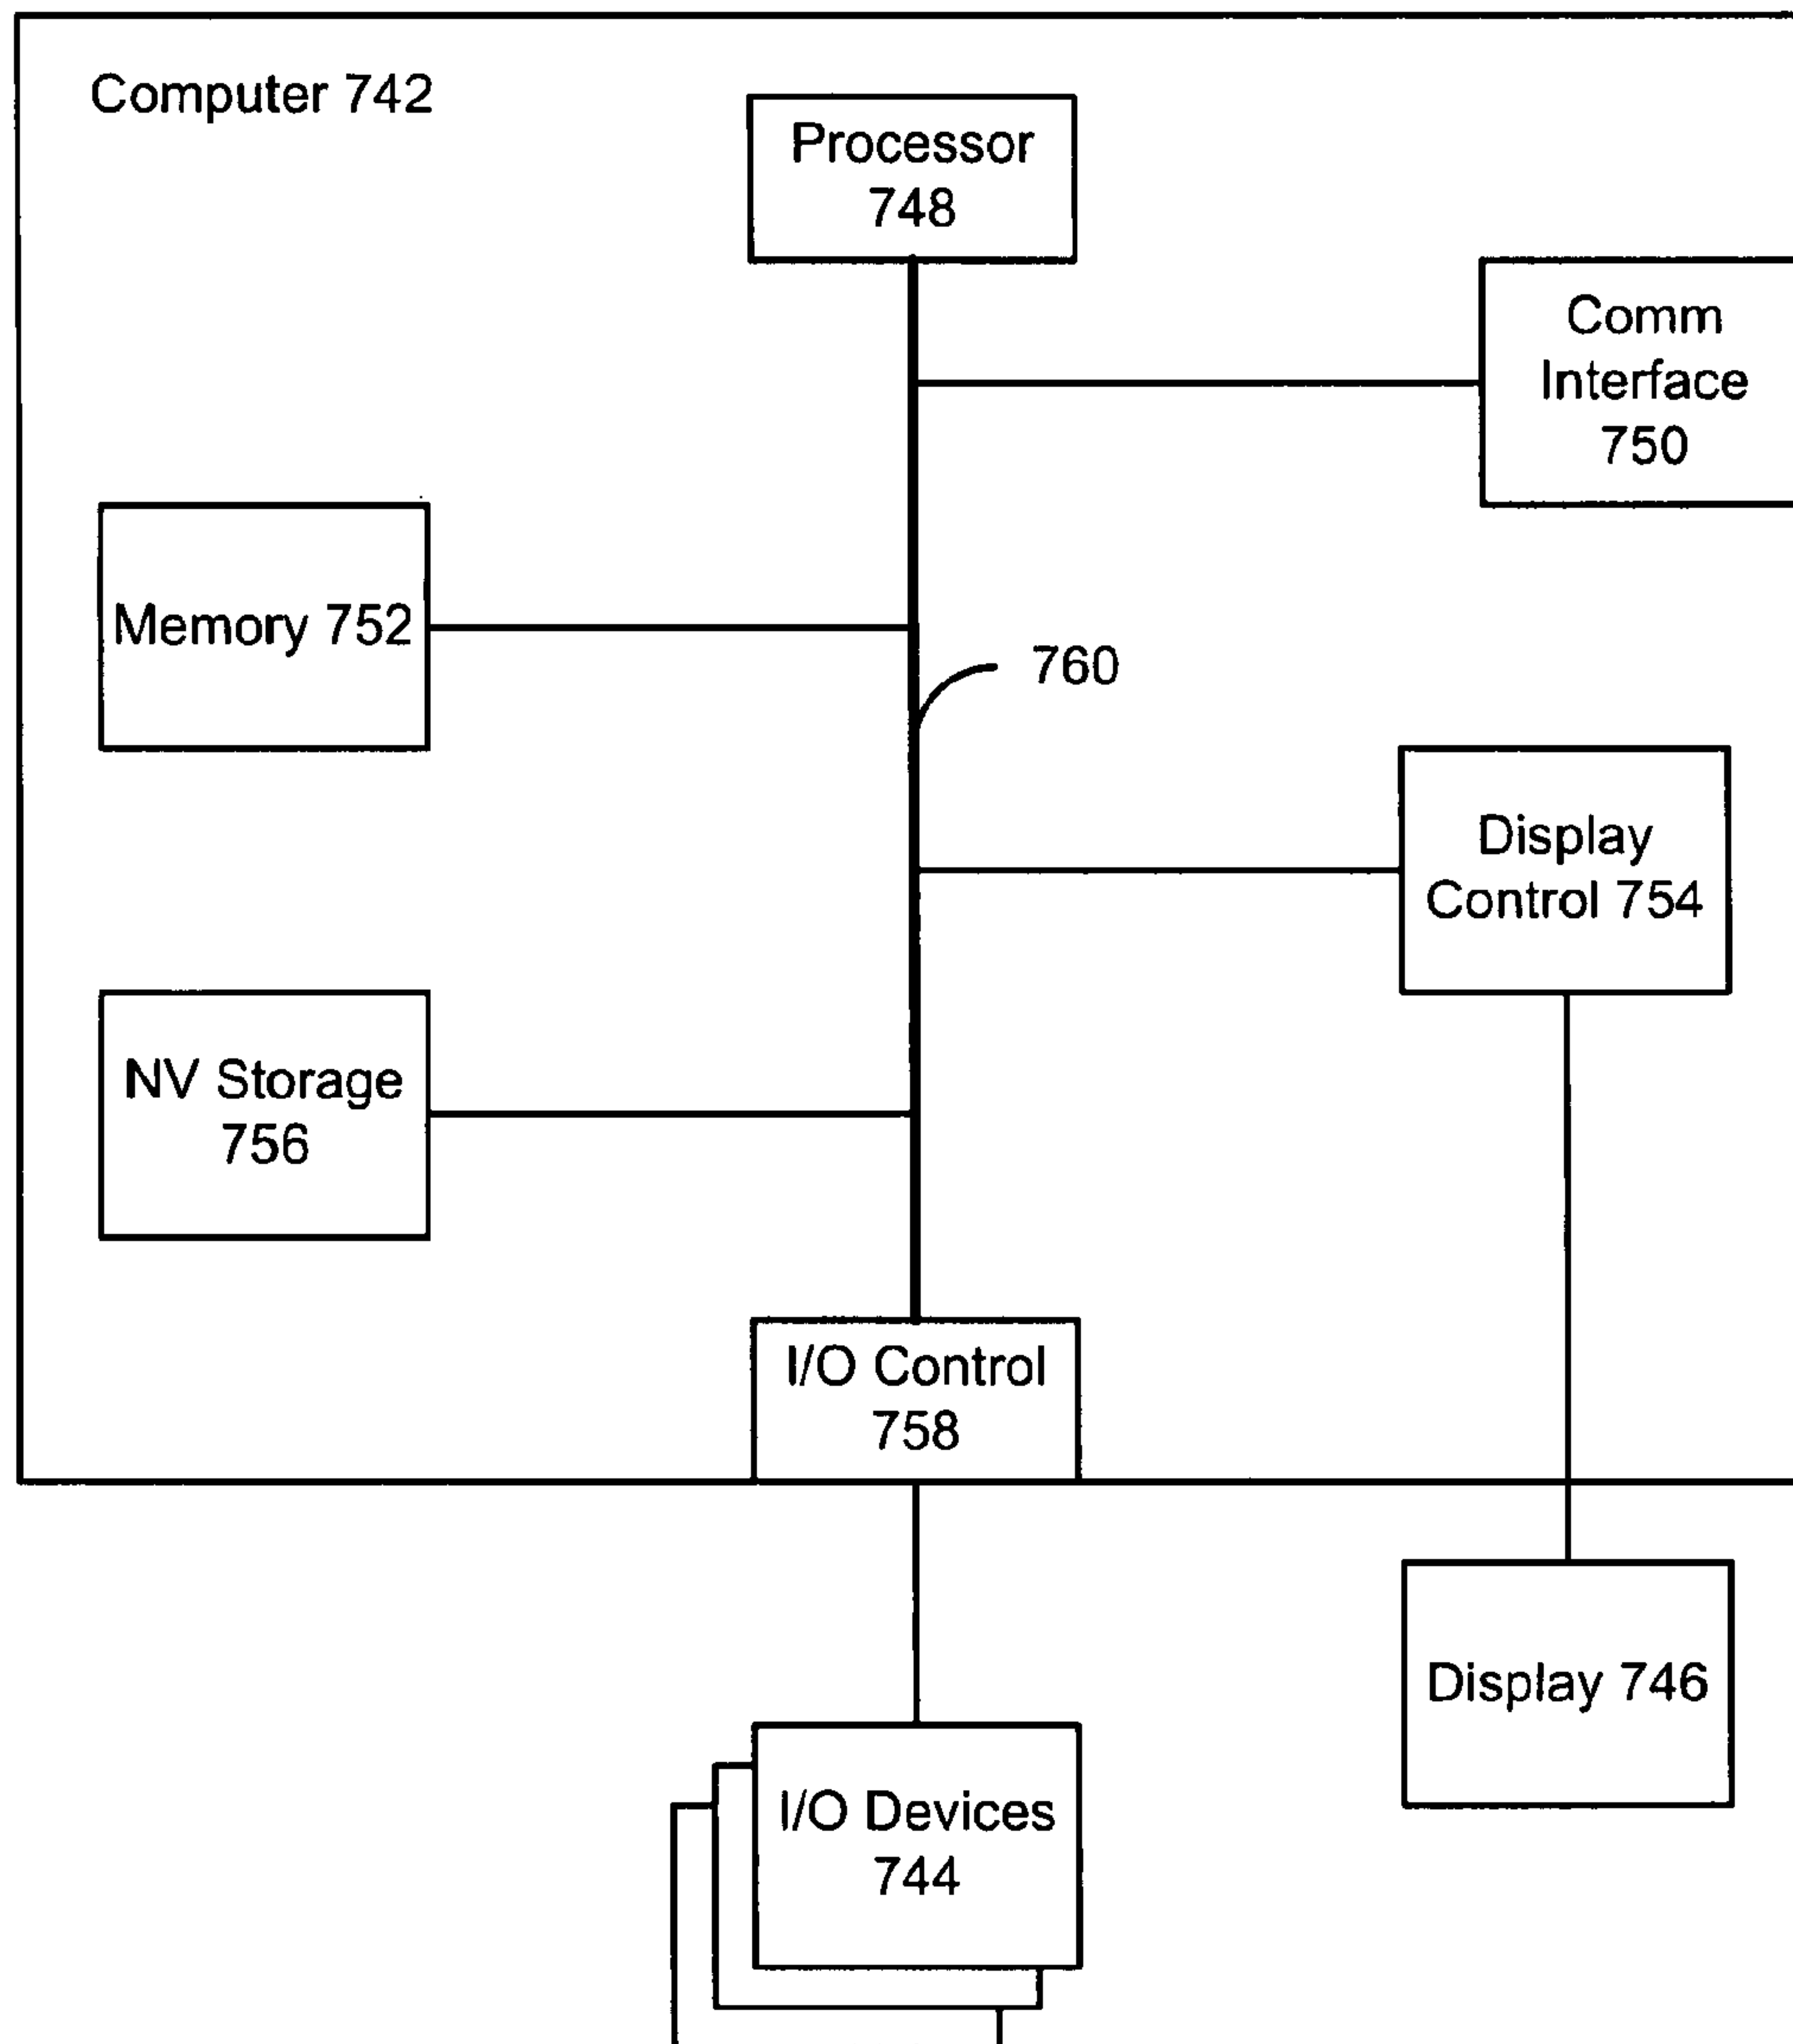 Computer 742
Processor
748
Comm
Interface
750
Memory 752
760
Display
Control 754
NV Storage
756
I/O Control
758
Display 746
I/O Devices
744